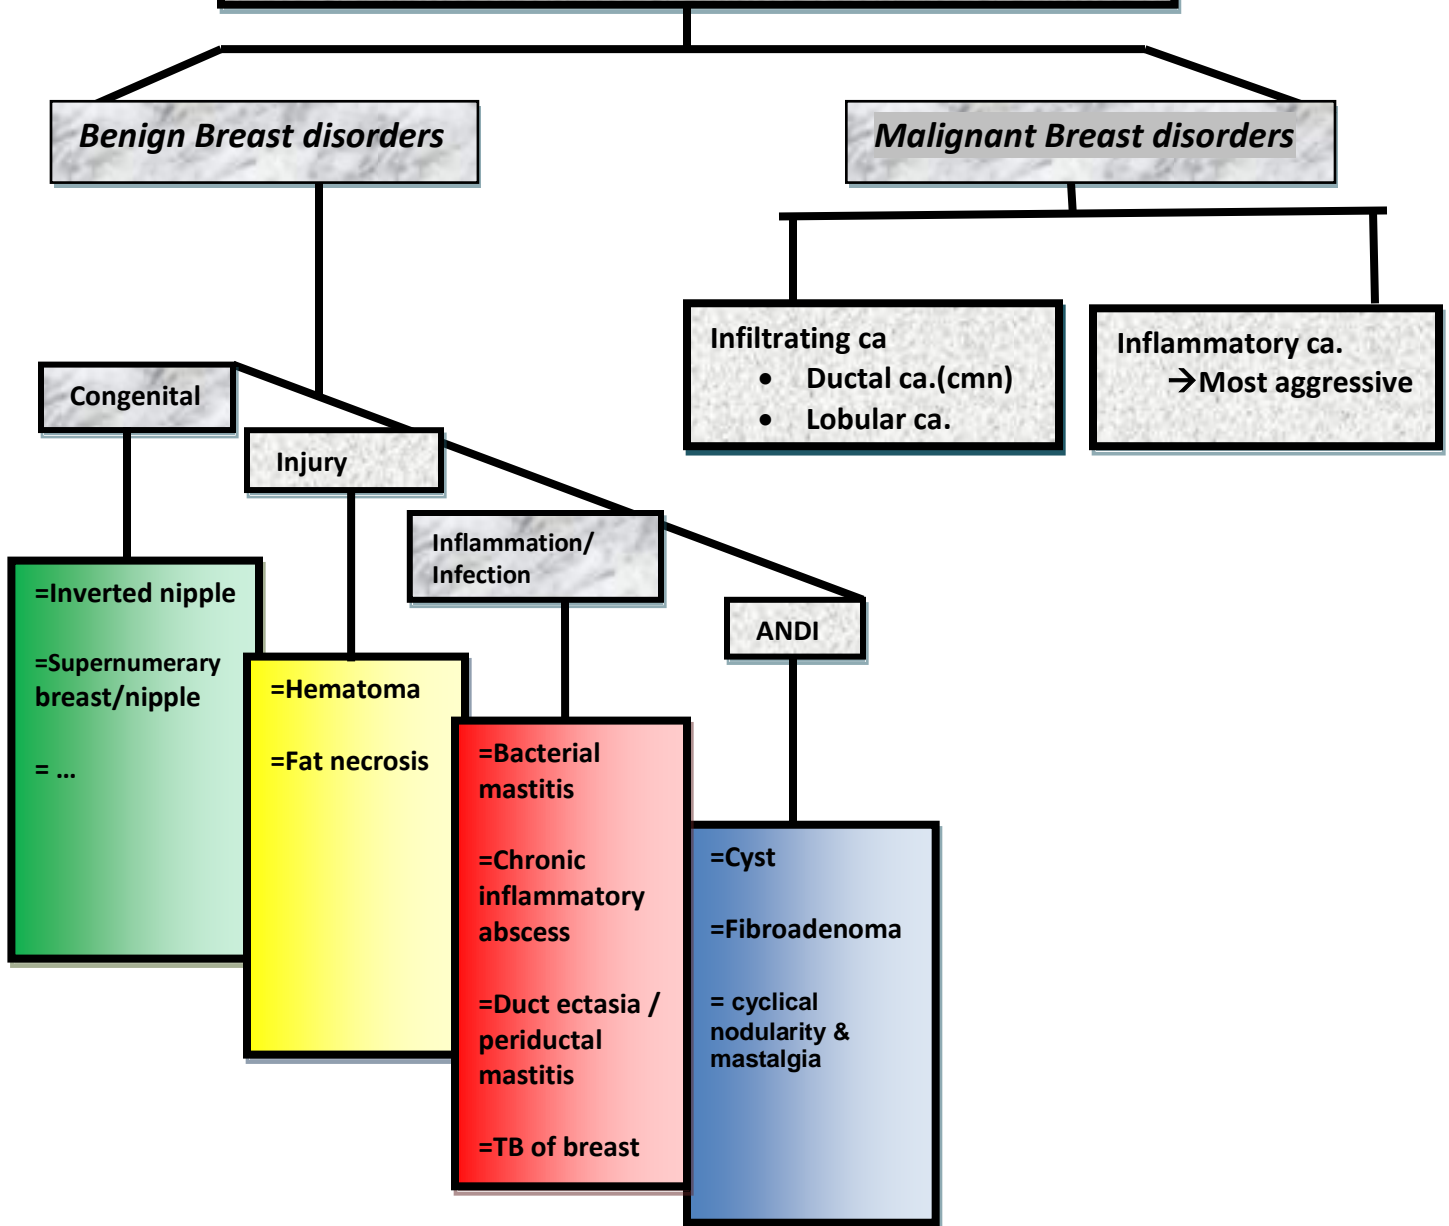 Benign Breast disorders
Malignant Breast disorders
Infiltrating ca
• Ductal ca.(cmn)
• Lobular ca.
Inflammatory ca.
→Most aggressive
Congenital
Injury
Inflammation/
Infection
ANDI
=Inverted nipple
=Supernumerary
breast/nipple
= ...
=Hematoma
=Fat necrosis
=Bacterial
mastitis
=Chronic
inflammatory
abscess
=Duct ectasia /
periductal
mastitis
=TB of breast
=Cyst
=Fibroadenoma
= cyclical
nodularity &
mastalgia